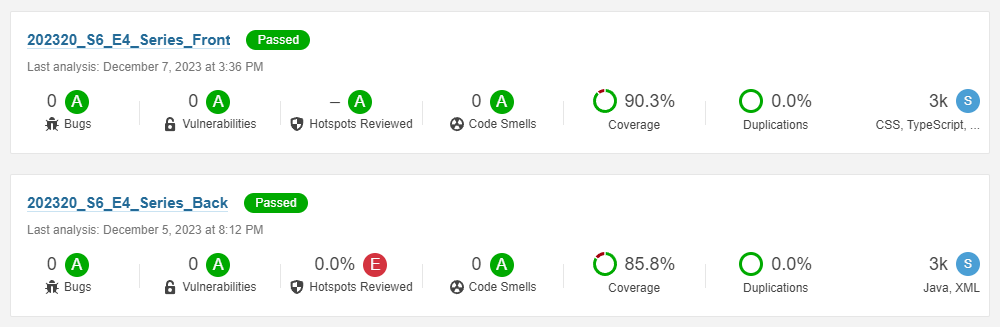 202320_S6_E4_Series_Front Passed
Last analysis: December 7, 2023 at 3:36 PM
0 A 0 A – A 0 A 90.3% 0.0% 3k S
Bugs Vulnerabilities Hotspots Reviewed Code Smells Coverage Duplications CSS, TypeScript, ...
202320_S6_E4_Series_Back Passed
Last analysis: December 5, 2023 at 8:12 PM
0 A 0 A 0.0% E 0 A 85.8% 0.0% 3k S
Bugs Vulnerabilities Hotspots Reviewed Code Smells Coverage Duplications Java, XML